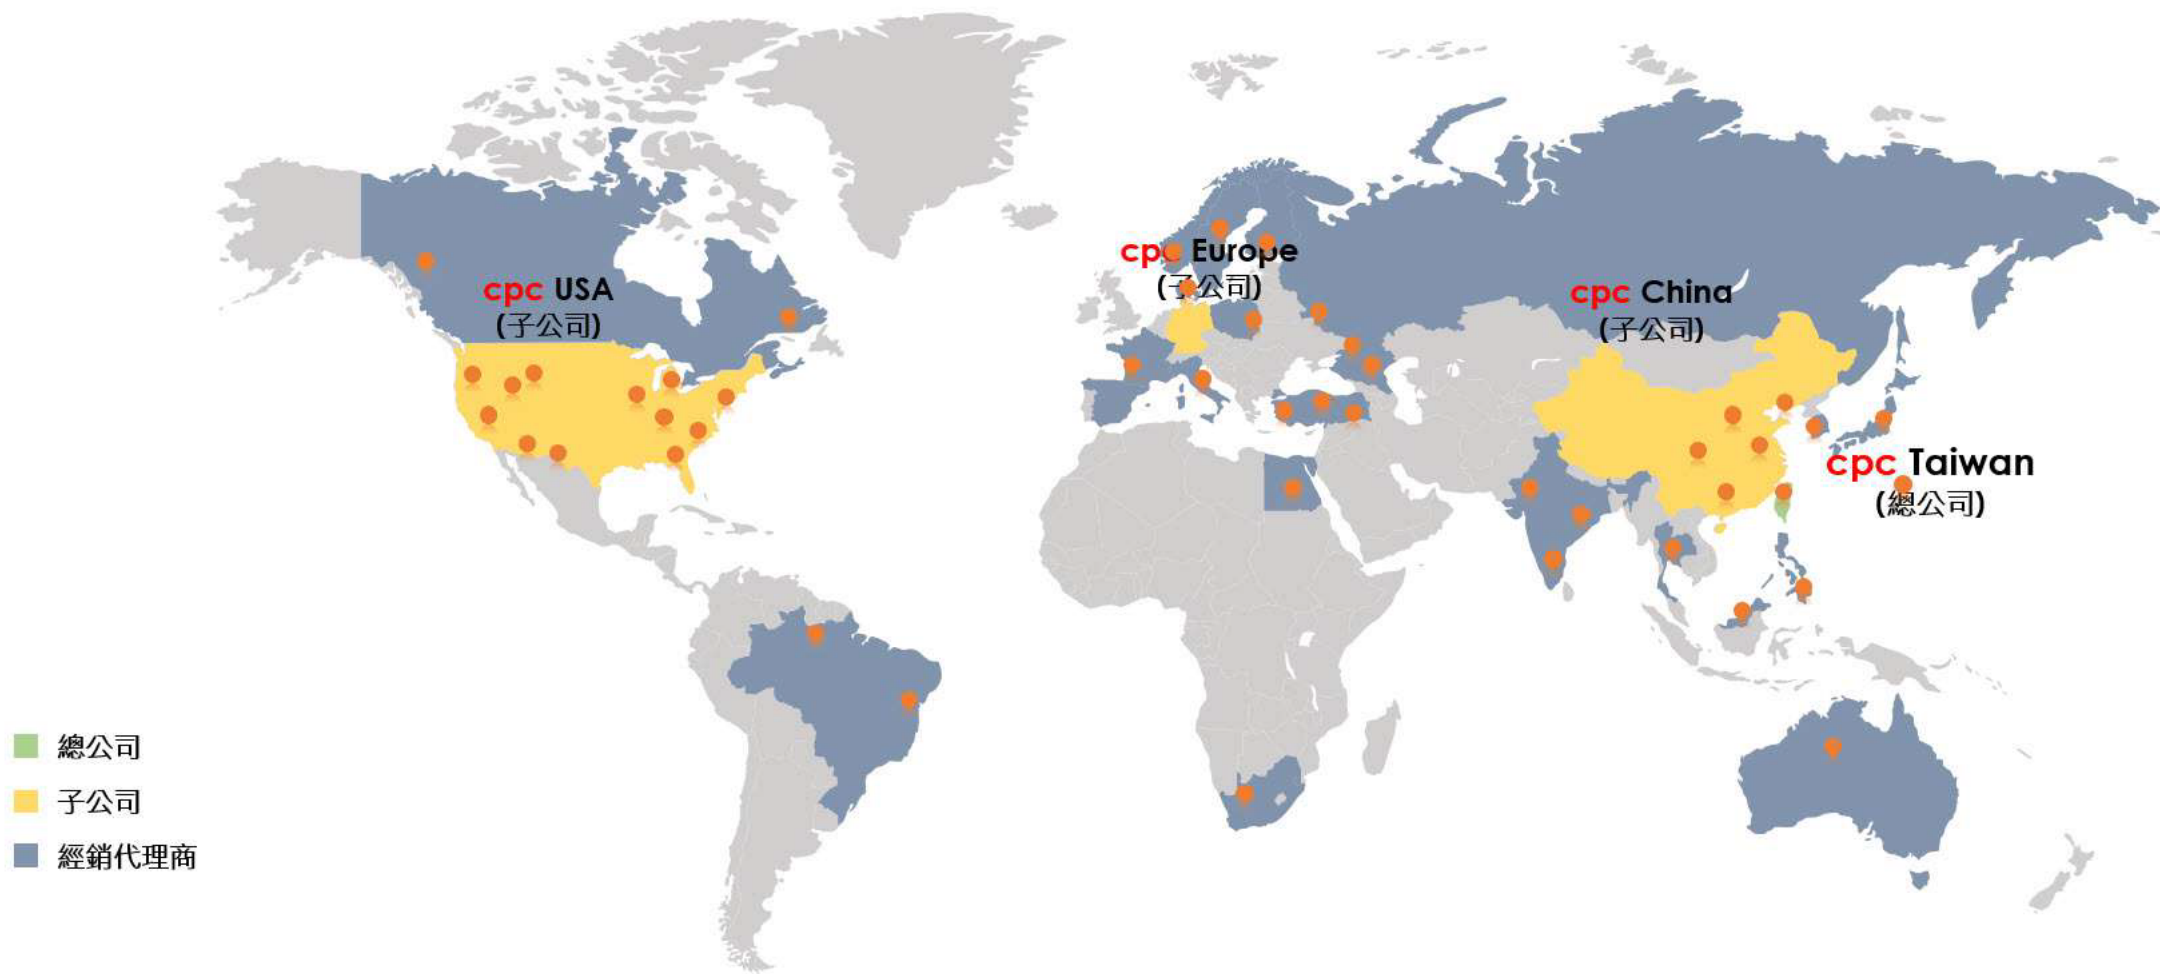 cpc Europe
(子公司)
cpc USA
(子公司)
cpc China
(子公司)
cpc Taiwan
(總公司)
總公司
子公司
經銷代理商